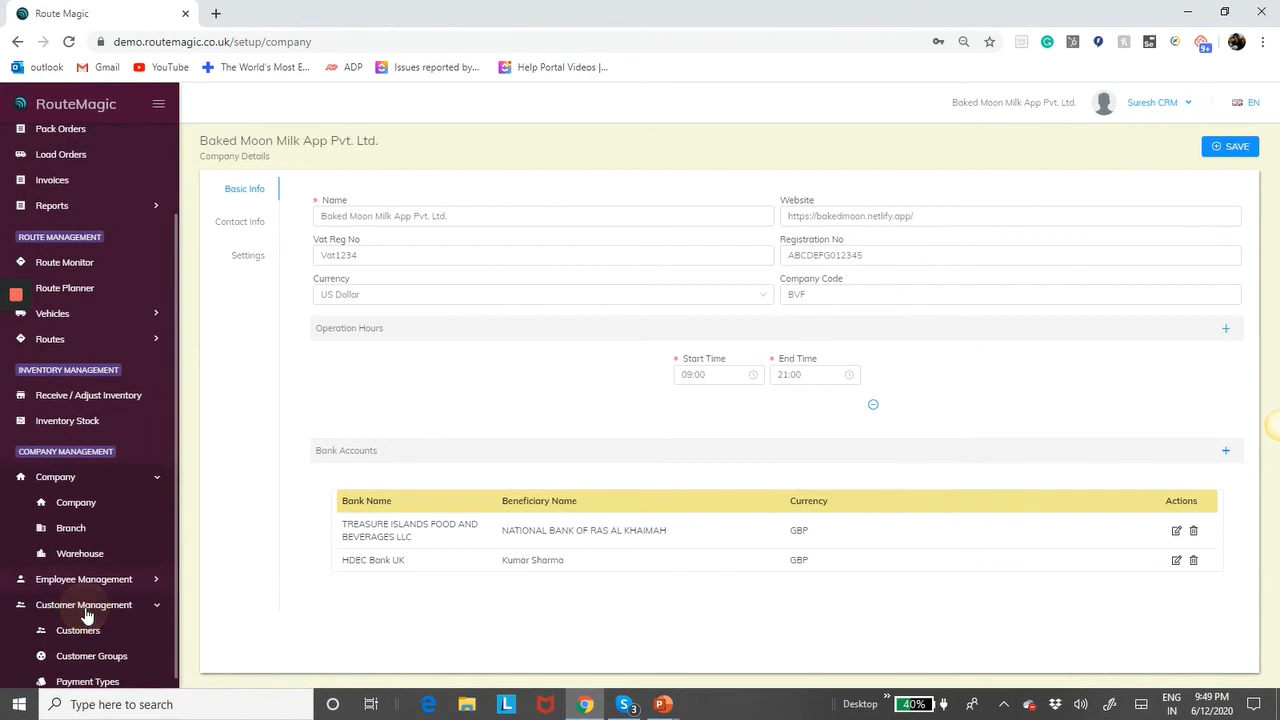 Route Magic
demo.routemagic.co.uk/setup/company
9+
outlook
Gmail
YouTube
The World's Most E...
ADP
Issues reported by...
Help Portal Videos |...
RouteMagic
Baked Moon Milk App Pvt. Ltd.
Suresh CRM
EN
Pack Orders
Load Orders
Invoices
Reports
ROUTE MANAGEMENT
Route Monitor
Route Planner
Vehicles
Routes
INVENTORY MANAGEMENT
Receive / Adjust Inventory
Inventory Stock
COMPANY MANAGEMENT
Company
Company
Branch
Warehouse
Employee Management
Customer Management
Customers
Customer Groups
Payment Types
Baked Moon Milk App Pvt. Ltd.
Company Details
SAVE
Basic Info
Contact Info
Settings
* Name
Baked Moon Milk App Pvt. Ltd.
Website
https://bakedmoon.netlify.app/
Vat Reg No
Vat1234
Registration No
ABCDEFG012345
Currency
US Dollar
Company Code
BVF
Operation Hours
* Start Time
09:00
* End Time
21:00
Bank Accounts
Bank Name Beneficiary Name Currency Actions
TREASURE ISLANDS FOOD AND
BEVERAGES LLC
NATIONAL BANK OF RAS AL KHAIMAH GBP
HDEC Bank UK Kumar Sharma GBP
Type here to search
3
Desktop
40%
ENG
IN
9:49 PM
6/12/2020